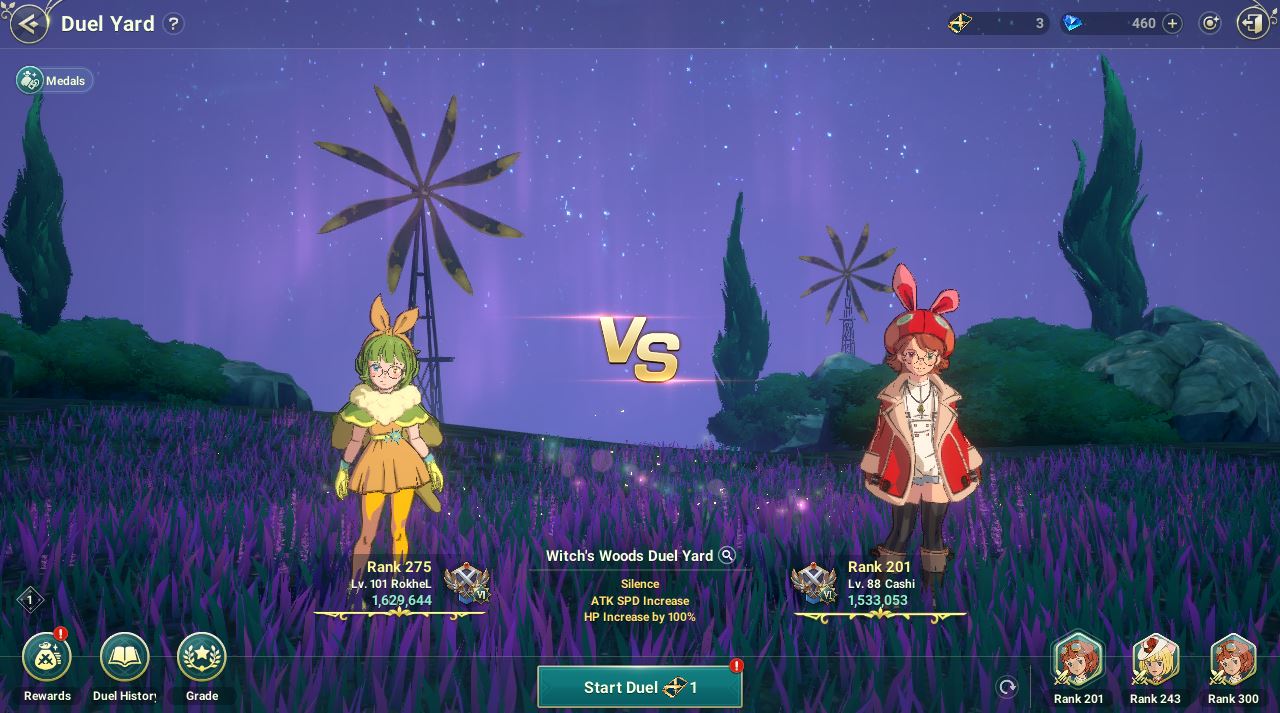 Duel Yard ?
3
460 +
Medals
VS
Witch's Woods Duel Yard
Silence
ATK SPD Increase
HP Increase by 100%
Rank 275
Lv. 101 RokheL
1,629,644
VI
Rank 201
Lv. 88 Cashi
1,533,053
VI
1
!
Rewards
Duel History
Grade
Start Duel 1
!
Rank 201
Rank 243
Rank 300